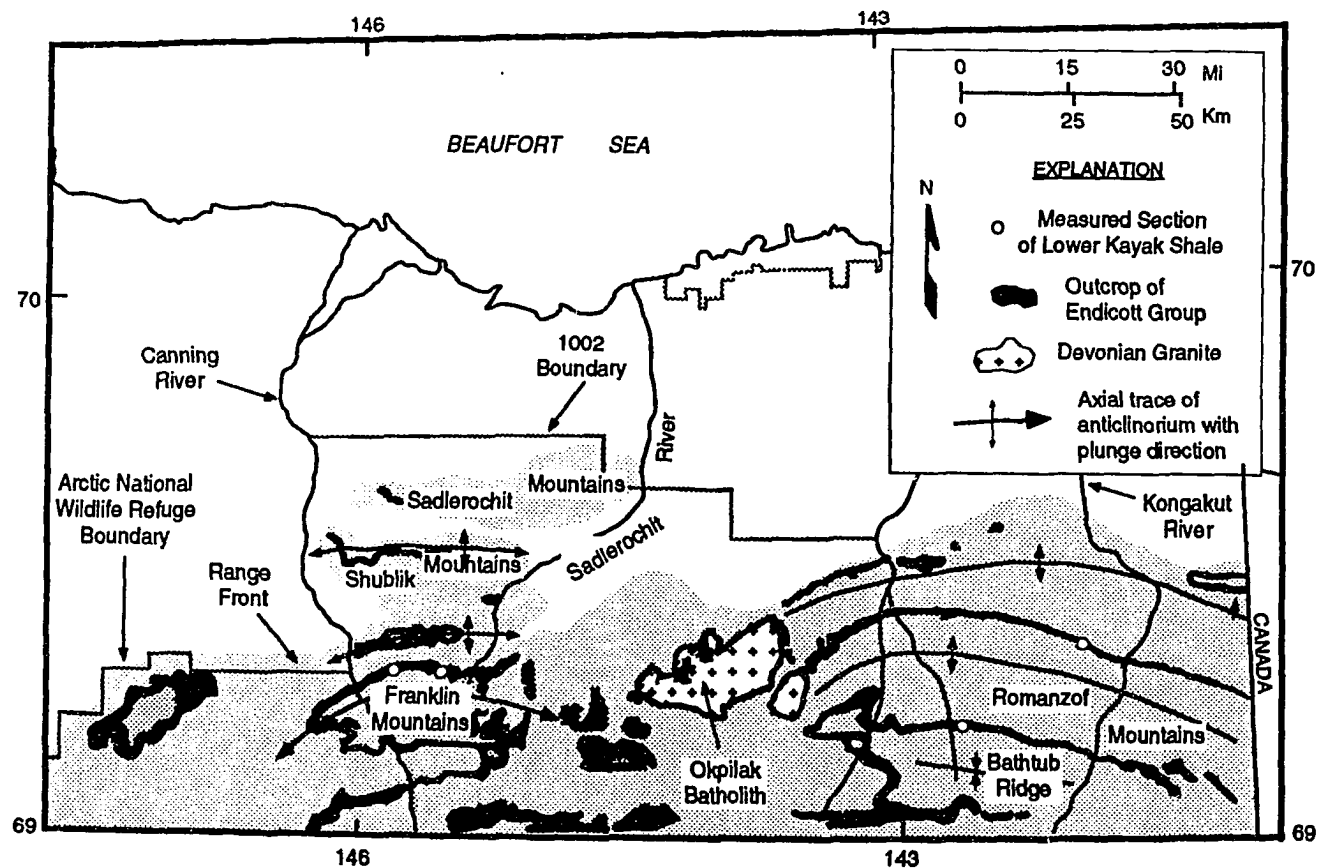 146
143
0 15 30 Mi
0 25 50 Km
EXPLANATION
N
Measured Section
of Lower Kayak Shale
Outcrop of
Endicott Group
Devonian Granite
Axial trace of
anticlinorium with
plunge direction
BEAUFORT SEA
70
70
Canning
River
1002
Boundary
River
Arctic National
Wildlife Refuge
Boundary
Sadlerochit
Mountains
Kongakut
River
Sadlerochit
Shublik
Mountains
Range
Front
CANADA
Franklin
Mountains
Romanzof
Mountains
Okpilak
Batholith
Bathtub
Ridge
69
69
146
143